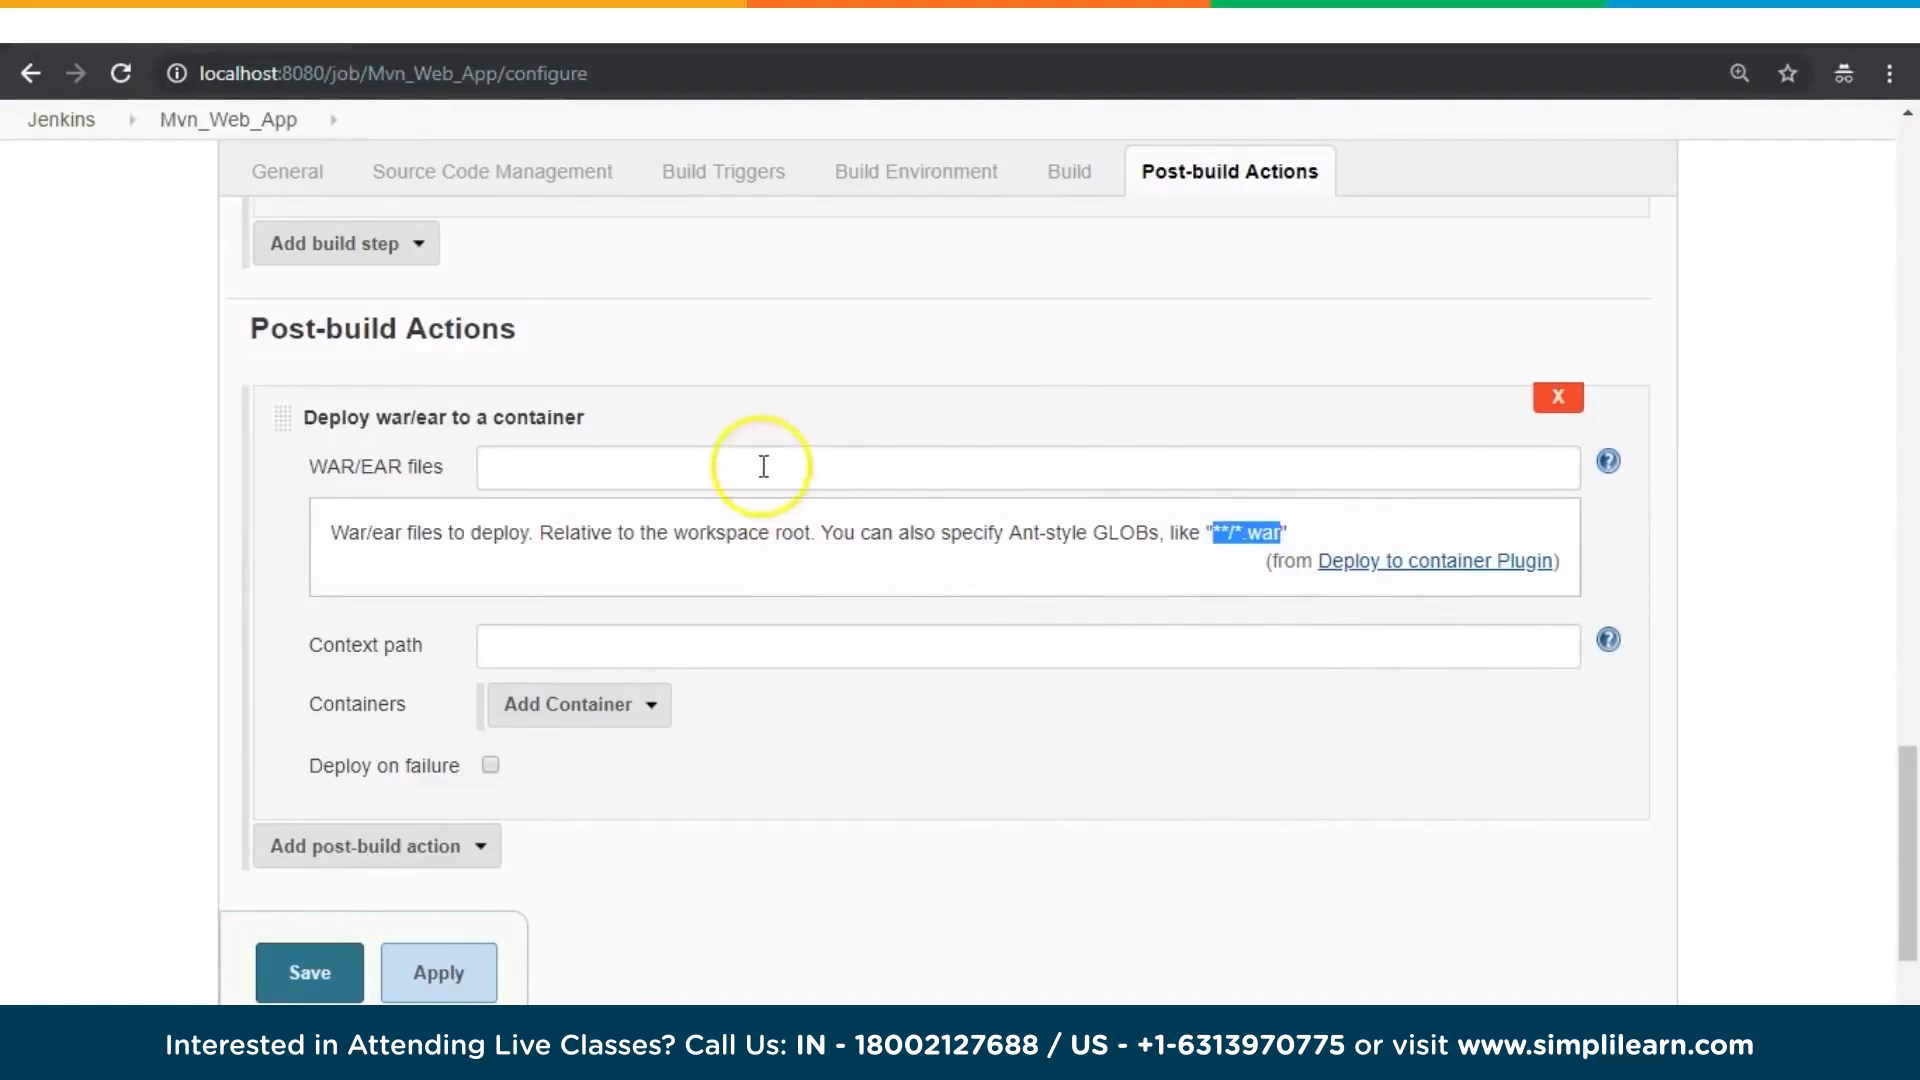 localhost:8080/job/Mvn_Web_App/configure
Jenkins Mvn_Web_App
General Source Code Management Build Triggers Build Environment Build Post-build Actions
Add build step
Post-build Actions
X
Deploy war/ear to a container
WAR/EAR files
War/ear files to deploy. Relative to the workspace root. You can also specify Ant-style GLOBs, like "**/*.war"
(from Deploy to container Plugin)
Context path
Containers Add Container
Deploy on failure
Add post-build action
Save Apply
Interested in Attending Live Classes? Call Us: IN - 18002127688 / US - +1-6313970775 or visit www.simplilearn.com